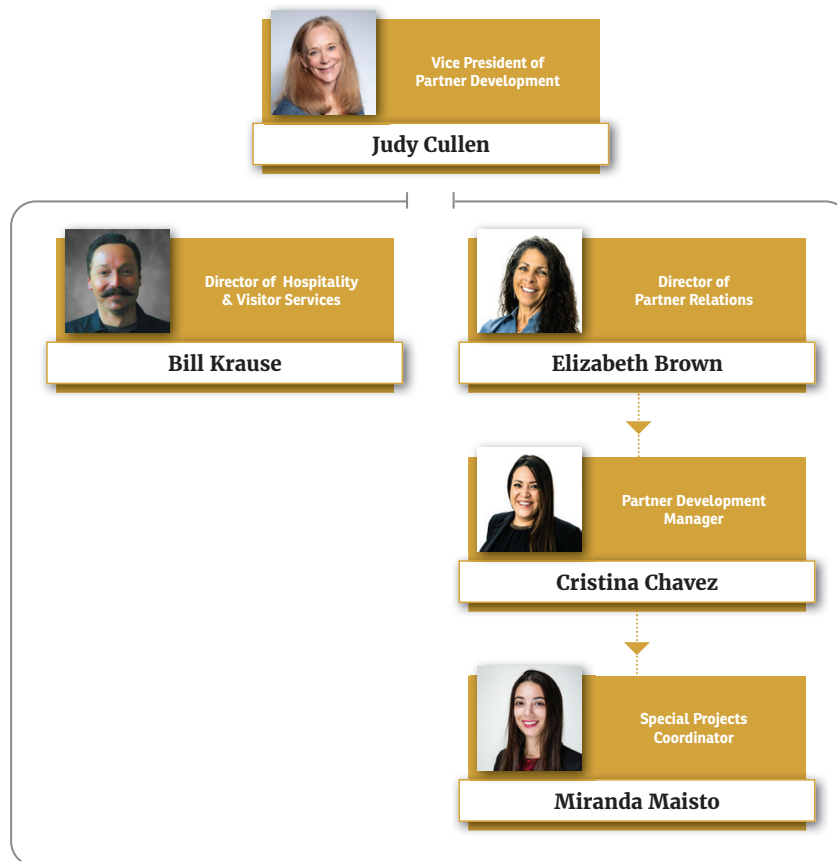 Vice President of
Partner Development
Judy Cullen
Director of Hospitality
& Visitor Services
Bill Krause
Director of
Partner Relations
Elizabeth Brown
Partner Development
Manager
Cristina Chavez
Special Projects
Coordinator
Miranda Maisto